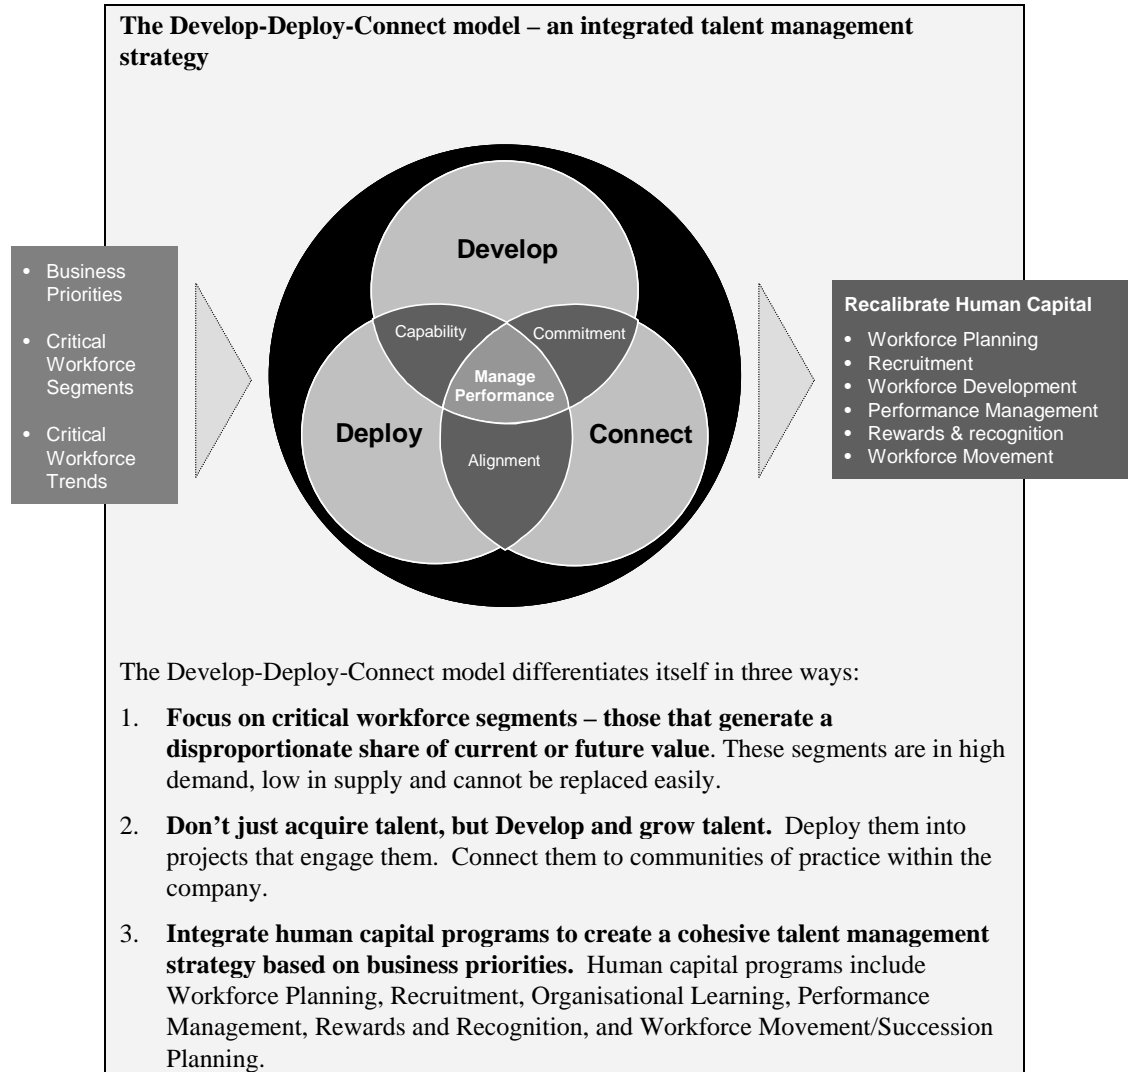 The Develop-Deploy-Connect model – an integrated talent management
strategy
• Business
Priorities
• Critical
Workforce
Segments
• Critical
Workforce
Trends
Develop
Capability
Commitment
Manage
Performance
Deploy
Connect
Alignment
Recalibrate Human Capital
• Workforce Planning
• Recruitment
• Workforce Development
• Performance Management
• Rewards & recognition
• Workforce Movement
The Develop-Deploy-Connect model differentiates itself in three ways:
1. Focus on critical workforce segments – those that generate a
disproportionate share of current or future value. These segments are in high
demand, low in supply and cannot be replaced easily.
2. Don’t just acquire talent, but Develop and grow talent. Deploy them into
projects that engage them. Connect them to communities of practice within the
company.
3. Integrate human capital programs to create a cohesive talent management
strategy based on business priorities. Human capital programs include
Workforce Planning, Recruitment, Organisational Learning, Performance
Management, Rewards and Recognition, and Workforce Movement/Succession
Planning.